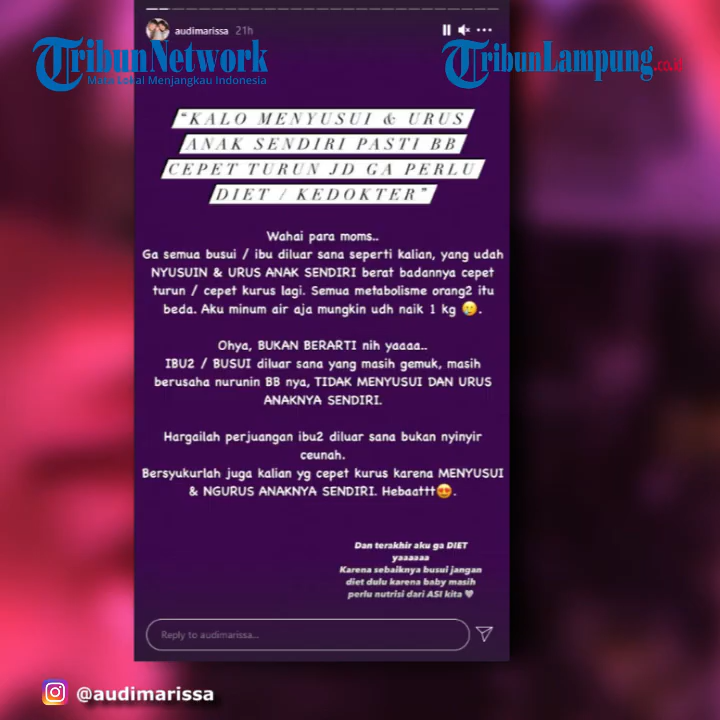 audimarissa 21h
TribunNetwork
Mata Lokal Menjangkau Indonesia
TribunLampung.co.id
"KALO MENYUSUI & URUS
ANAK SENDIRI PASTI BB
CEPET TURUN JD GA PERLU
DIET / KEDOKTER"
Wahai para moms..
Ga semua busui / ibu diluar sana seperti kalian, yang udah
NYUSUIN & URUS ANAK SENDIRI berat badannya cepet
turun / cepet kurus lagi. Semua metabolisme orang2 itu
beda. Aku minum air aja mungkin udh naik 1 kg 🥲.
Ohya, BUKAN BERARTI nih yaaaa..
IBU2 / BUSUI diluar sana yang masih gemuk, masih
berusaha nurunin BB nya, TIDAK MENYUSUI DAN URUS
ANAKNYA SENDIRI.
Hargailah perjuangan ibu2 diluar sana bukan nyinyir
ceunah.
Bersyukurlah juga kalian yg cepet kurus karena MENYUSUI
& NGURUS ANAKNYA SENDIRI. Hebaattt😍.
Dan terakhir aku ga DIET
yaaaaaa
Karena sebaiknya busui jangan
diet dulu karena baby masih
perlu nutrisi dari ASI kita 🤍
Reply to audimarissa...
@audimarissa